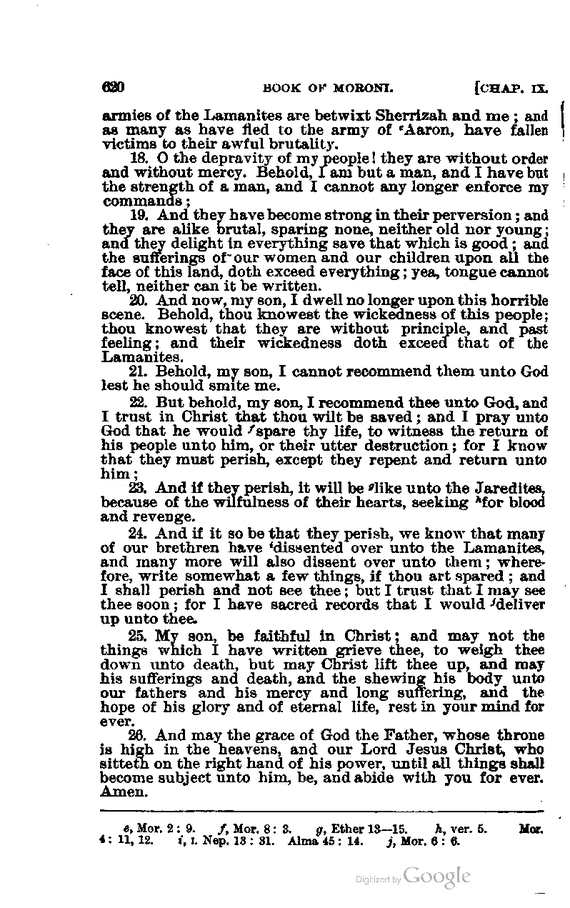 620 BOOK OF MORONI. [CHAP. IX.
armies of the Lamanites are betwixt Sherrizah and me; and
as many as have fled to the army of ᵉAaron, have fallen
victims to their awful brutality.
18. O the depravity of my people! they are without order
and without mercy. Behold, I am but a man, and I have but
the strength of a man, and I cannot any longer enforce my
commands;
19. And they have become strong in their perversion; and
they are alike brutal, sparing none, neither old nor young;
and they delight in everything save that which is good; and
the sufferings of our women and our children upon all the
face of this land, doth exceed everything; yea, tongue cannot
tell, neither can it be written.
20. And now, my son, I dwell no longer upon this horrible
scene. Behold, thou knowest the wickedness of this people;
thou knowest that they are without principle, and past
feeling; and their wickedness doth exceed that of the
Lamanites.
21. Behold, my son, I cannot recommend them unto God
lest he should smite me.
22. But behold, my son, I recommend thee unto God, and
I trust in Christ that thou wilt be saved; and I pray unto
God that he would ᶠspare thy life, to witness the return of
his people unto him, or their utter destruction; for I know
that they must perish, except they repent and return unto
him;
23. And if they perish, it will be ᵍlike unto the Jaredites,
because of the wilfulness of their hearts, seeking ʰfor blood
and revenge.
24. And if it so be that they perish, we know that many
of our brethren have ⁱdissented over unto the Lamanites,
and many more will also dissent over unto them; where-
fore, write somewhat a few things, if thou art spared; and
I shall perish and not see thee; but I trust that I may see
thee soon; for I have sacred records that I would ʲdeliver
up unto thee.
25. My son, be faithful in Christ; and may not the
things which I have written grieve thee, to weigh thee
down unto death, but may Christ lift thee up, and may
his sufferings and death, and the shewing his body unto
our fathers and his mercy and long suffering, and the
hope of his glory and of eternal life, rest in your mind for
ever.
26. And may the grace of God the Father, whose throne
is high in the heavens, and our Lord Jesus Christ, who
sitteth on the right hand of his power, until all things shall
become subject unto him, be, and abide with you for ever.
Amen.
e, Mor. 2: 9. f, Mor. 8: 3. g, Ether 13—15. h, ver. 5. Mor.
4: 11, 12. i, 1. Nep. 13: 31. Alma 45: 14. j, Mor. 6: 6.
Digitized by Google